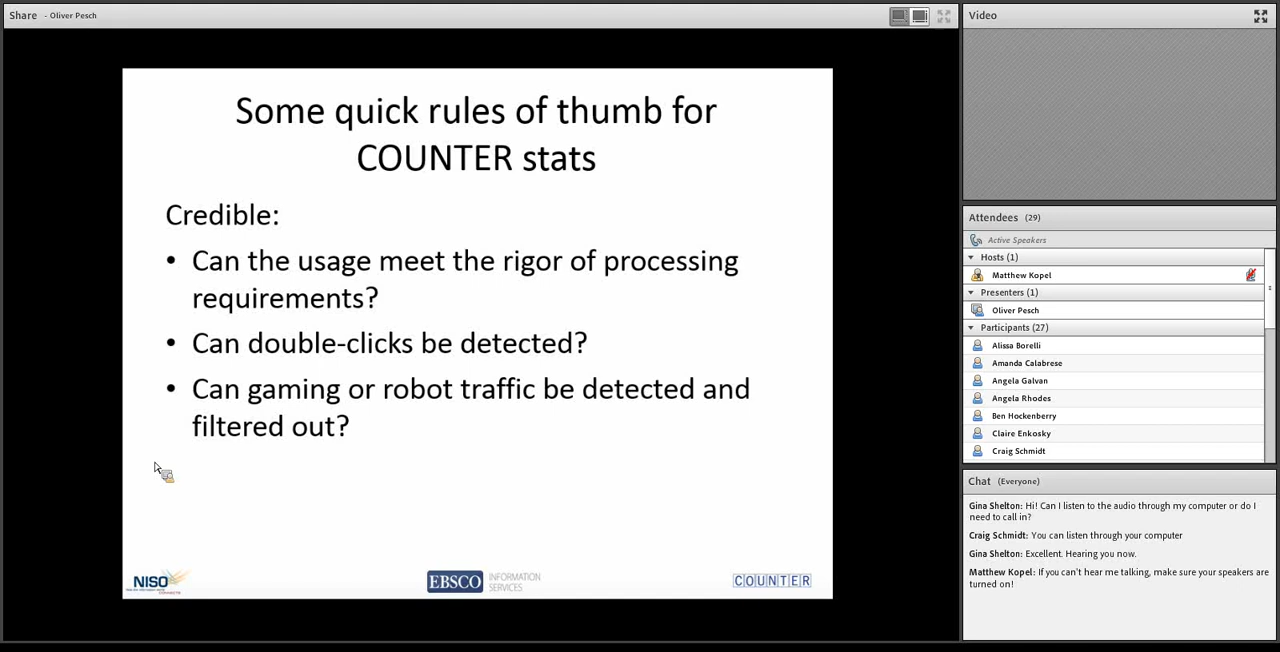 Share - Oliver Pesch
Some quick rules of thumb for
COUNTER stats
Credible:
• Can the usage meet the rigor of processing
requirements?
• Can double-clicks be detected?
• Can gaming or robot traffic be detected and
filtered out?
NISO
EBSCO INFORMATION
SERVICES
COUNTER
Video
Attendees (29)
Active Speakers
Hosts (1)
Matthew Kopel
Presenters (1)
Oliver Pesch
Participants (27)
Alissa Borelli
Amanda Calabrese
Angela Galvan
Angela Rhodes
Ben Hockenberry
Claire Enkosky
Craig Schmidt
Chat (Everyone)
Gina Shelton: Hi! Can I listen to the audio through my computer or do I
need to call in?
Craig Schmidt: You can listen through your computer
Gina Shelton: Excellent. Hearing you now.
Matthew Kopel: If you can't hear me talking, make sure your speakers are
turned on!